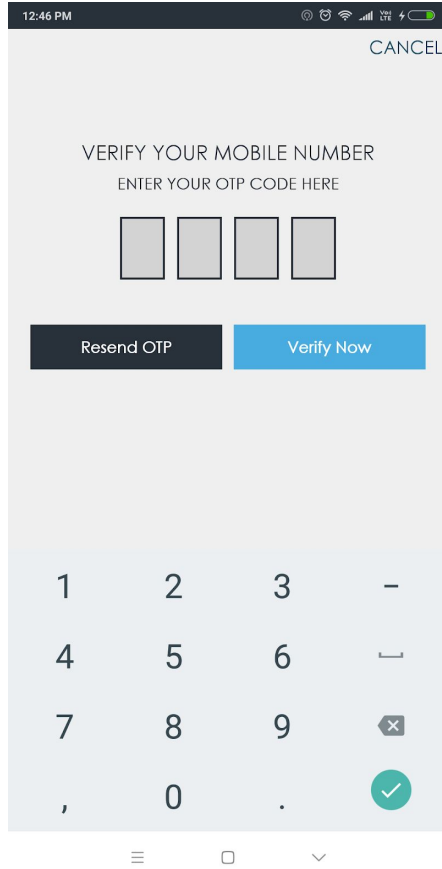 12:46 PM VoLTE
CANCEL
VERIFY YOUR MOBILE NUMBER
ENTER YOUR OTP CODE HERE
Resend OTP Verify Now
1 2 3 -
4 5 6
7 8 9
, 0 .